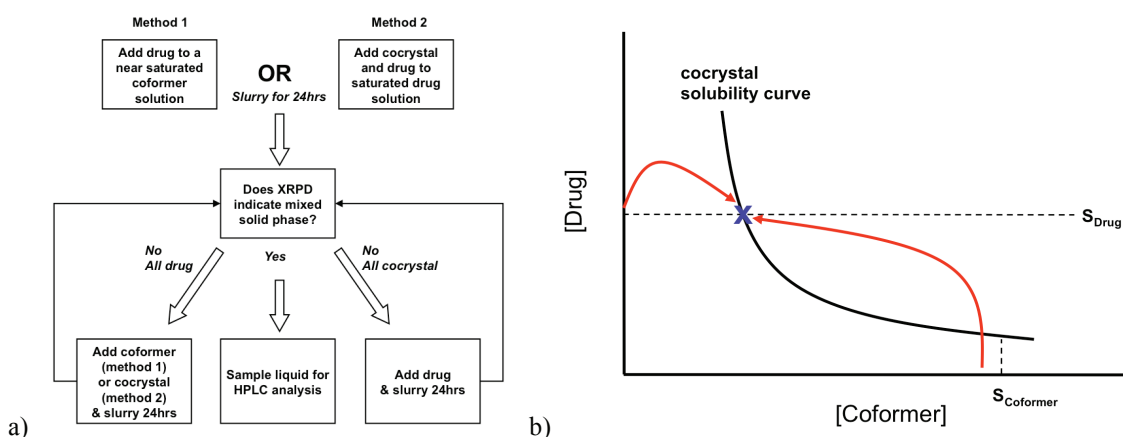 Method 1
Method 2
Add drug to a
near saturated
coformer
solution
OR
Slurry for 24hrs
Add cocrystal
and drug to
saturated drug
solution
Does XRPD
indicate mixed
solid phase?
No
All drug
Yes
No
All cocrystal
Add coformer
(method 1)
or cocrystal
(method 2)
& slurry 24hrs
Sample liquid for
HPLC analysis
Add drug
& slurry 24hrs
a)
cocrystal
solubility curve
[Drug]
X
SDrug
SCoformer
[Coformer]
b)